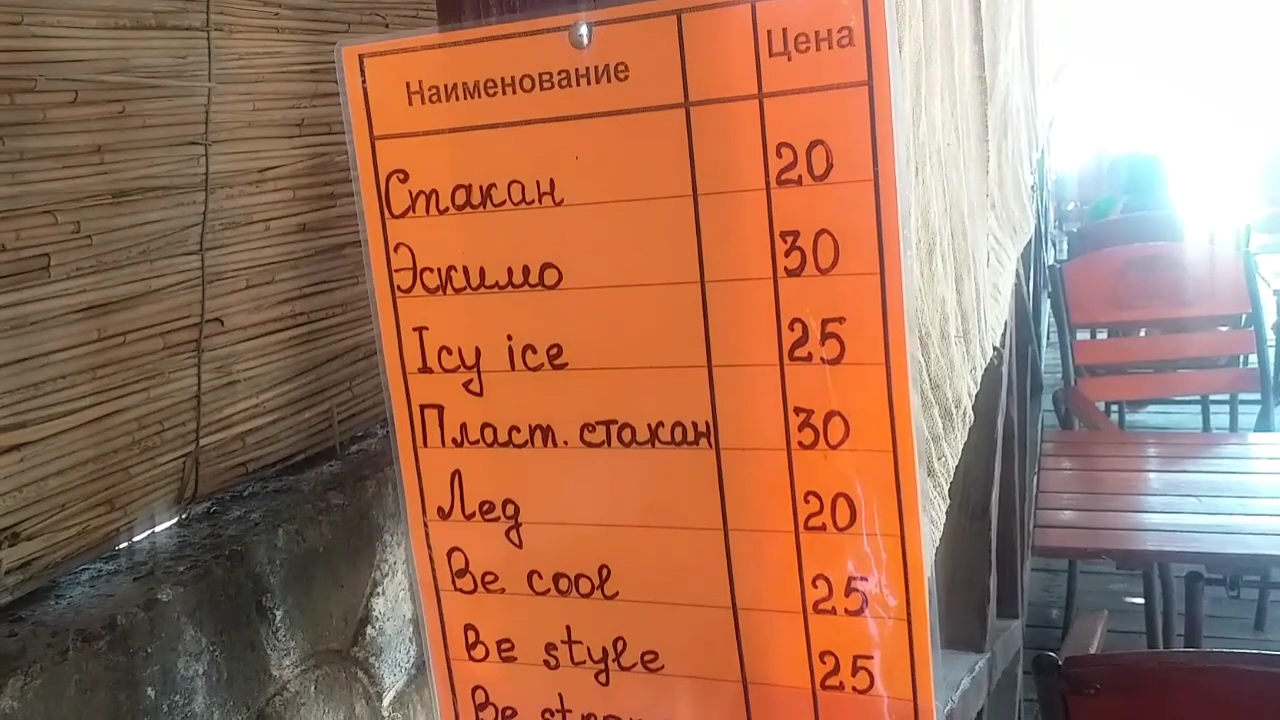 Наименование Цена
Стакан 20
Эскимо 30
Icy ice 25
Пласт. стакан 30
Лед 20
Be cool 25
Be style 25
Be